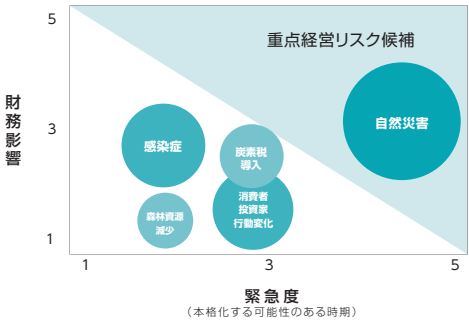 5
重点経営リスク候補
財務影響
3
自然災害
感染症
炭素税
導入
消費者
投資家
行動変化
森林資源
減少
1
1
3
5
緊急度
（本格化する可能性のある時期）